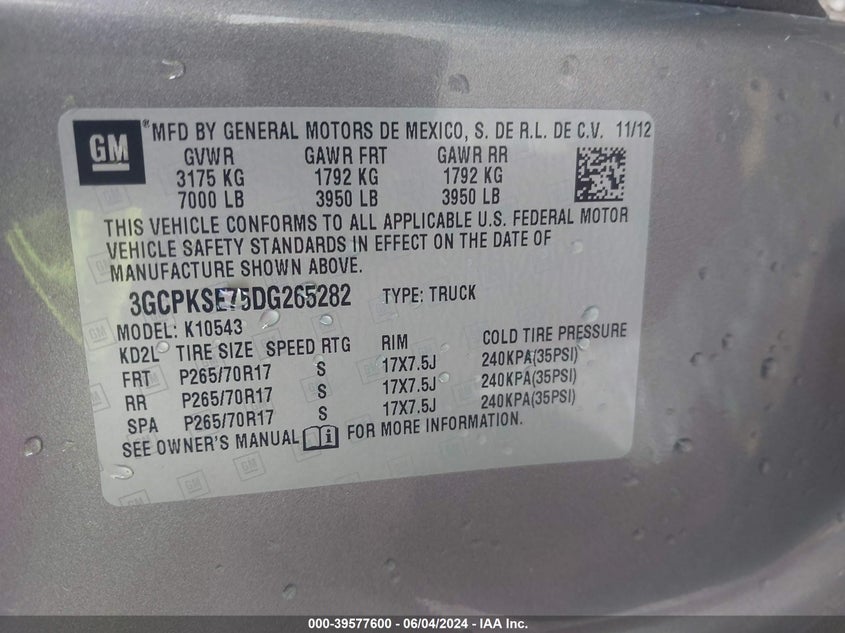 GM
® MFD BY GENERAL MOTORS DE MEXICO, S. DE R.L. DE C.V. 11/12
GVWR GAWR FRT GAWR RR
3175 KG 1792 KG 1792 KG
7000 LB 3950 LB 3950 LB
THIS VEHICLE CONFORMS TO ALL APPLICABLE U.S. FEDERAL MOTOR
VEHICLE SAFETY STANDARDS IN EFFECT ON THE DATE OF
MANUFACTURE SHOWN ABOVE.
3GCPKSE75DG265282 TYPE: TRUCK
MODEL: K10543
KD2L TIRE SIZE SPEED RTG RIM COLD TIRE PRESSURE
FRT P265/70R17 S 17X7.5J 240KPA(35PSI)
RR P265/70R17 S 17X7.5J 240KPA(35PSI)
SPA P265/70R17 S 17X7.5J 240KPA(35PSI)
SEE OWNER'S MANUAL FOR MORE INFORMATION.
000-39577600 - 06/04/2024 - IAA Inc.